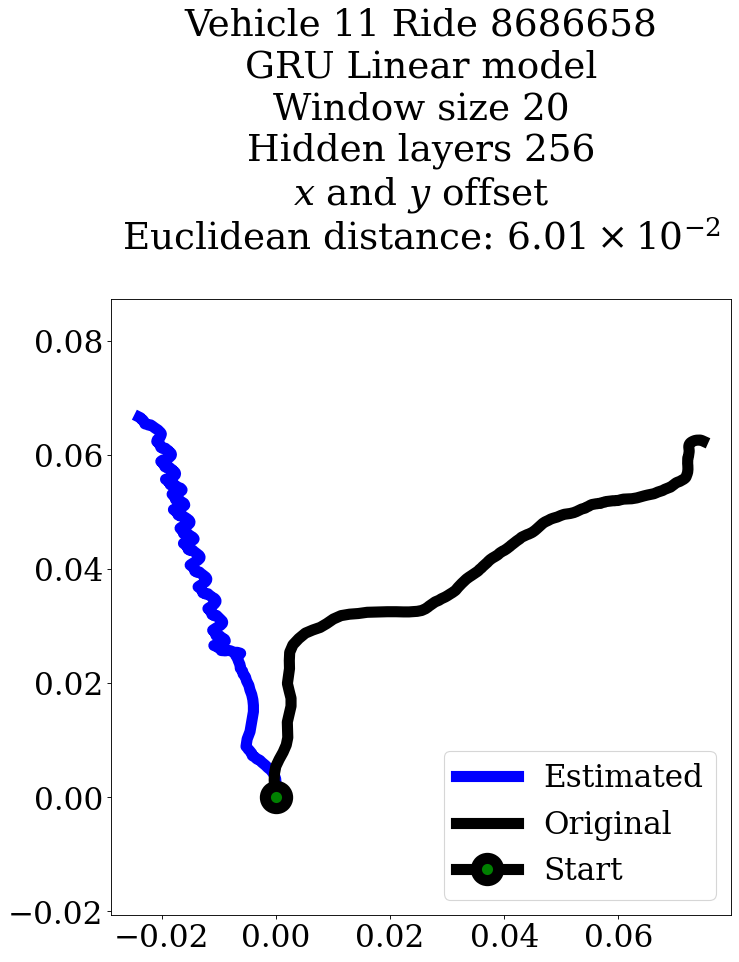 Vehicle 11 Ride 8686658
GRU Linear model
Window size 20
Hidden layers 256
x and y offset
Euclidean distance: 6.01 × 10⁻²
0.08
0.06
0.04
0.02
0.00
−0.02
−0.02 0.00 0.02 0.04 0.06
Estimated
Original
Start